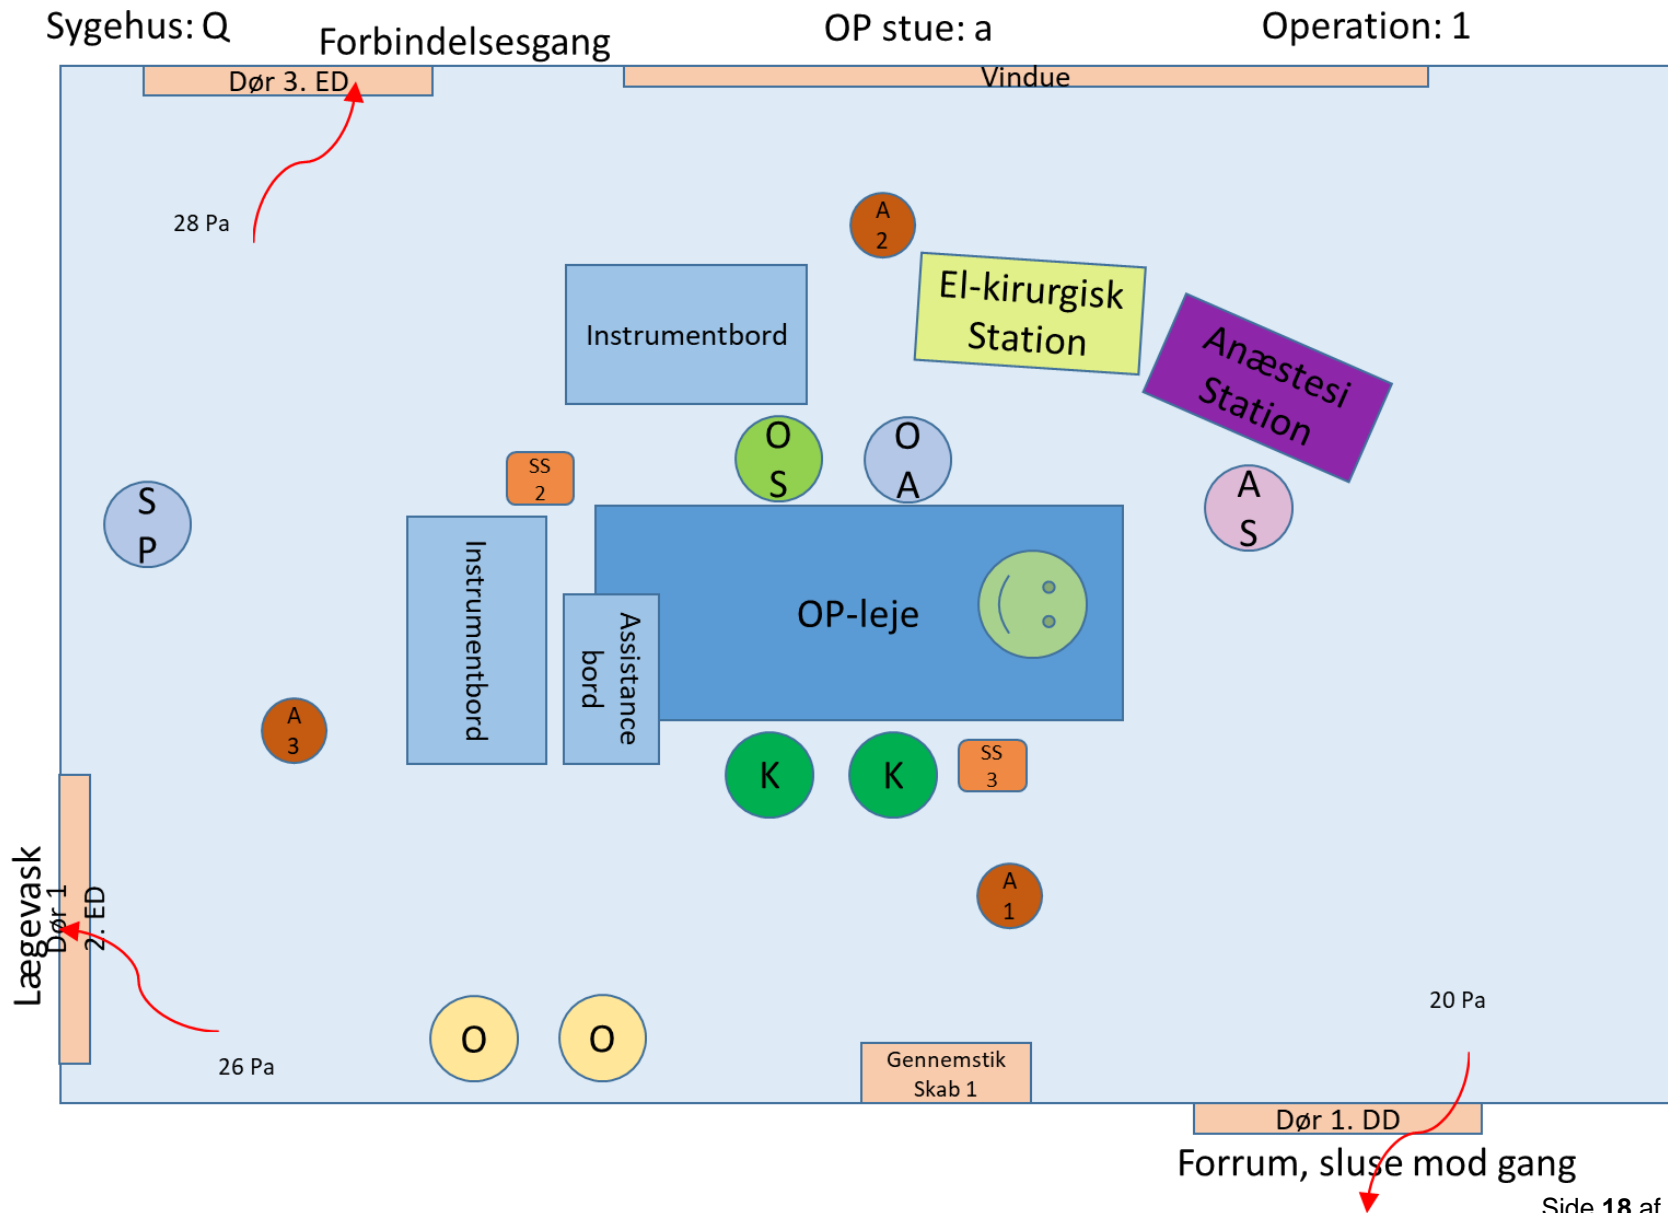 Sygehus: Q
OP stue: a
Operation: 1
Forbindelsesgang
Dør 3. ED
Vindue
28 Pa
A
2
El-kirurgisk
Station
Instrumentbord
Anæstesi
Station
O
S
O
A
SS
2
A
S
S
P
Instrumentbord
Assistance
bord
OP-leje
A
3
K
K
SS
3
A
1
Lægevask
Dør 1
2. ED
26 Pa
O
O
Gennemstik
Skab 1
20 Pa
Dør 1. DD
Forrum, sluse mod gang
Side 18 af